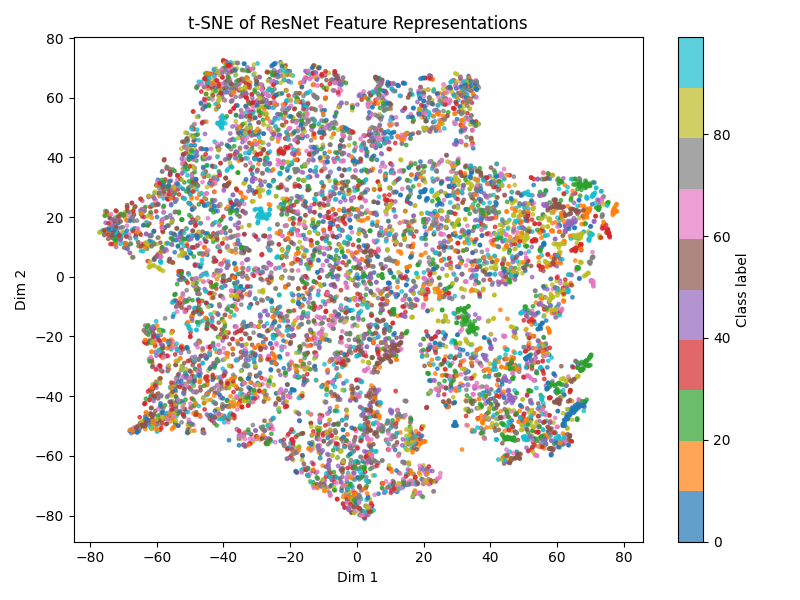 t-SNE of ResNet Feature Representations
80
60
40
20
0
−20
−40
−60
−80
Dim 2
−80 −60 −40 −20 0 20 40 60 80
Dim 1
80
60
40
20
0
Class label